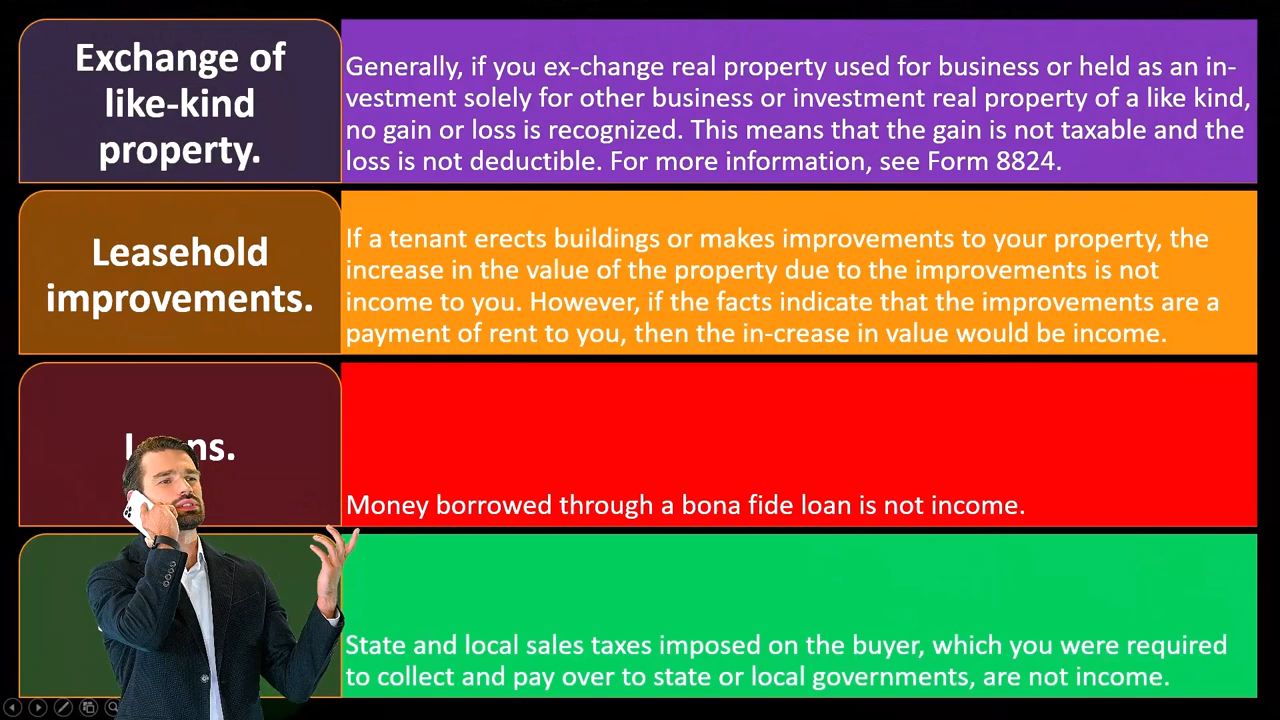 Exchange of
like-kind
property.
Generally, if you ex-change real property used for business or held as an in-
vestment solely for other business or investment real property of a like kind,
no gain or loss is recognized. This means that the gain is not taxable and the
loss is not deductible. For more information, see Form 8824.
Leasehold
improvements.
If a tenant erects buildings or makes improvements to your property, the
increase in the value of the property due to the improvements is not
income to you. However, if the facts indicate that the improvements are a
payment of rent to you, then the in-crease in value would be income.
Money borrowed through a bona fide loan is not income.
State and local sales taxes imposed on the buyer, which you were required
to collect and pay over to state or local governments, are not income.